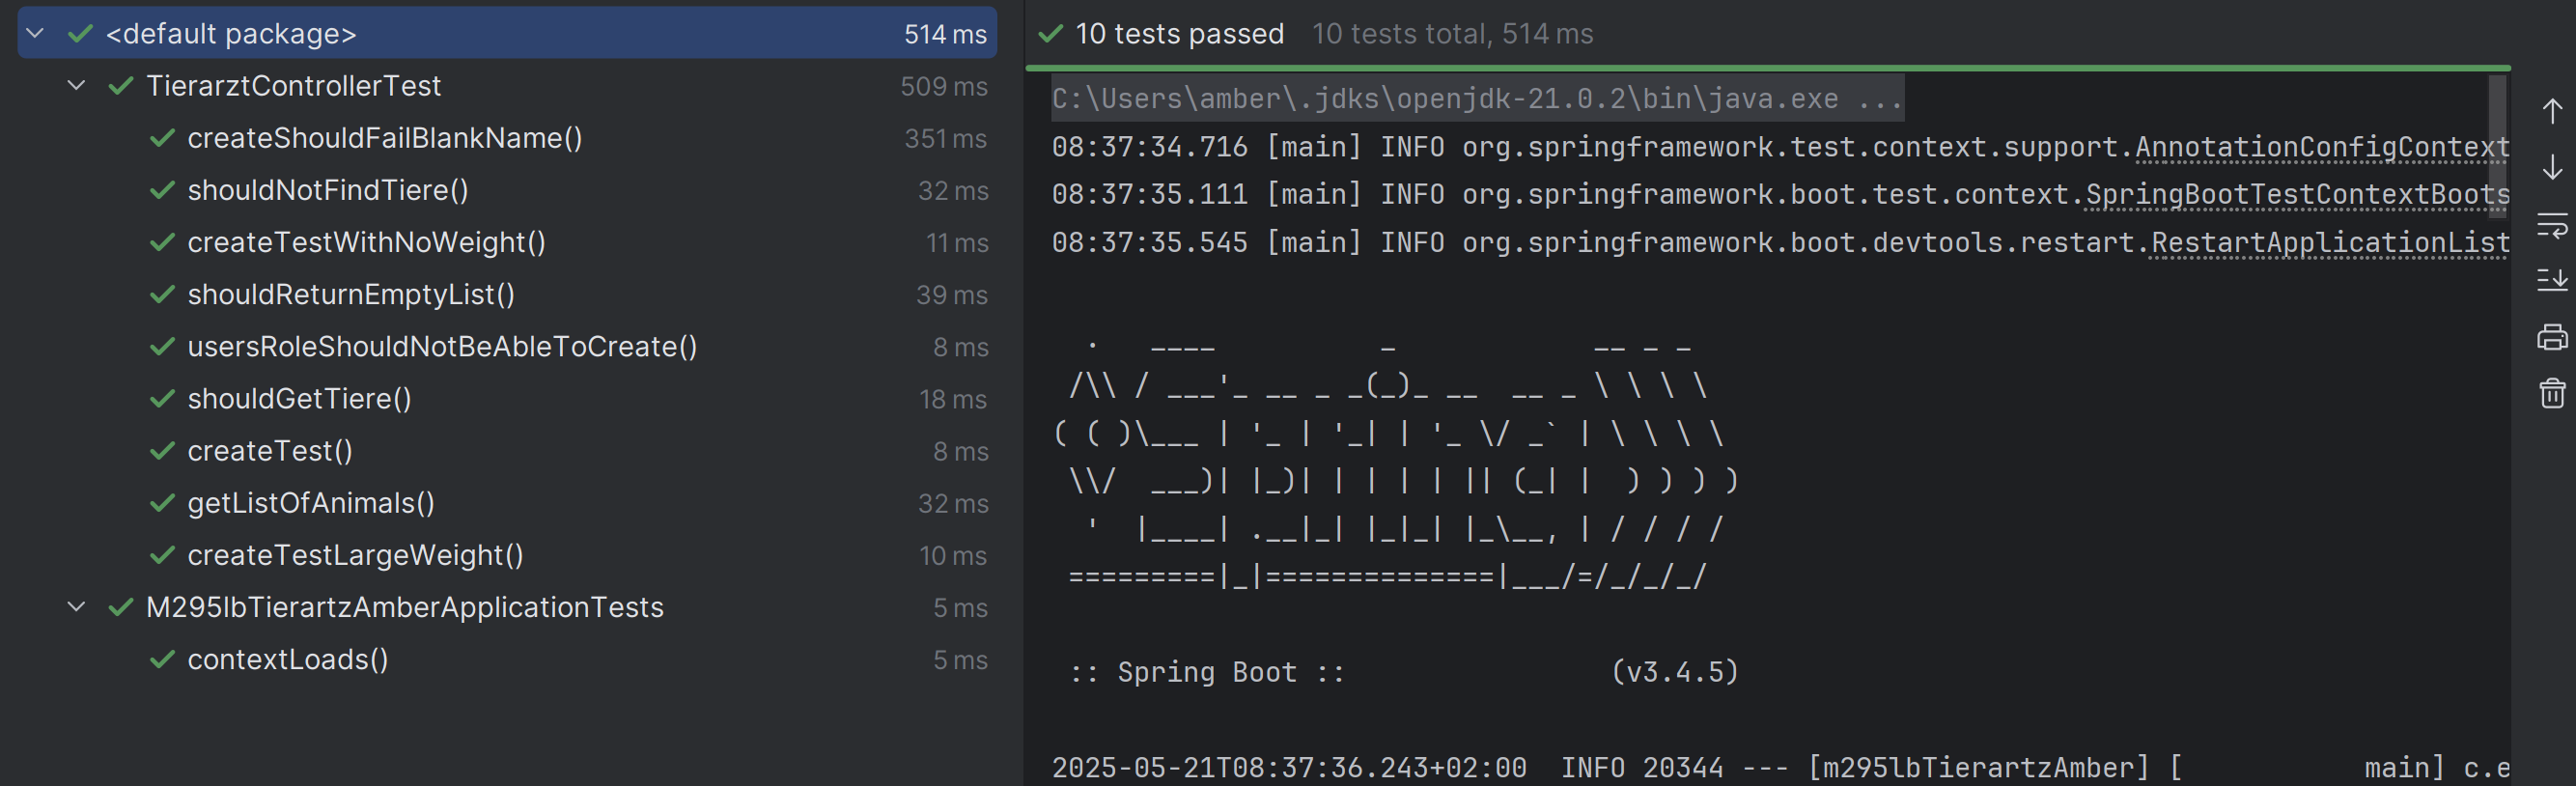 <default package> 514 ms
TierarztControllerTest 509 ms
createShouldFailBlankName() 351 ms
shouldNotFindTiere() 32 ms
createTestWithNoWeight() 11 ms
shouldReturnEmptyList() 39 ms
usersRoleShouldNotBeAbleToCreate() 8 ms
shouldGetTiere() 18 ms
createTest() 8 ms
getListOfAnimals() 32 ms
createTestLargeWeight() 10 ms
M295lbTierartzAmberApplicationTests 5 ms
contextLoads() 5 ms
10 tests passed 10 tests total, 514 ms
C:\Users\amber\.jdks\openjdk-21.0.2\bin\java.exe ...
08:37:34.716 [main] INFO org.springframework.test.context.support.AnnotationConfigContext
08:37:35.111 [main] INFO org.springframework.boot.test.context.SpringBootTestContextBoots
08:37:35.545 [main] INFO org.springframework.boot.devtools.restart.RestartApplicationList
  .   ____          _            __ _ _
 /\\ / ___'_ __ _ _(_)_ __  __ _ \ \ \ \
( ( )\___ | '_ | '_| | '_ \/ _` | \ \ \ \
 \\/  ___)| |_)| | | | | || (_| |  ) ) ) )
  '  |____| .__|_| |_|_| |_\__, | / / / /
 =========|_|==============|___/=/_/_/_/
 :: Spring Boot ::                (v3.4.5)
2025-05-21T08:37:36.243+02:00  INFO 20344 --- [m295lbTierartzAmber] [           main] c.e